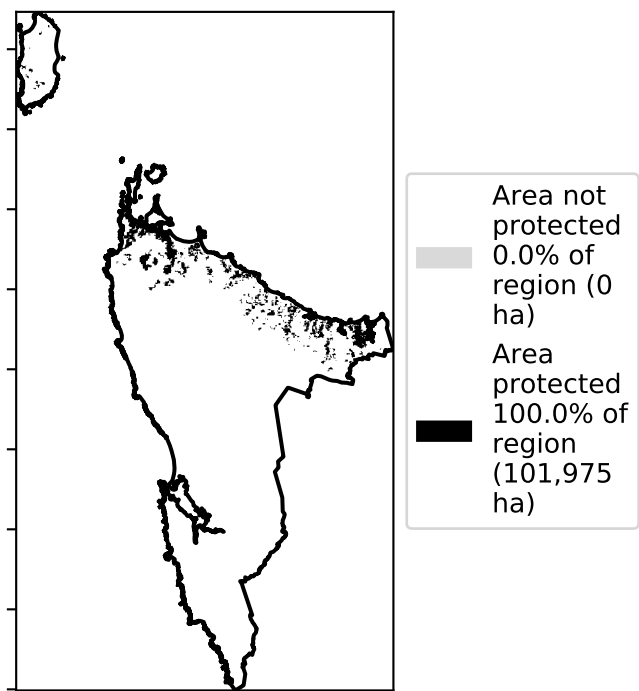 Area not
protected
0.0% of
region (0
ha)
Area
protected
100.0% of
region
(101,975
ha)